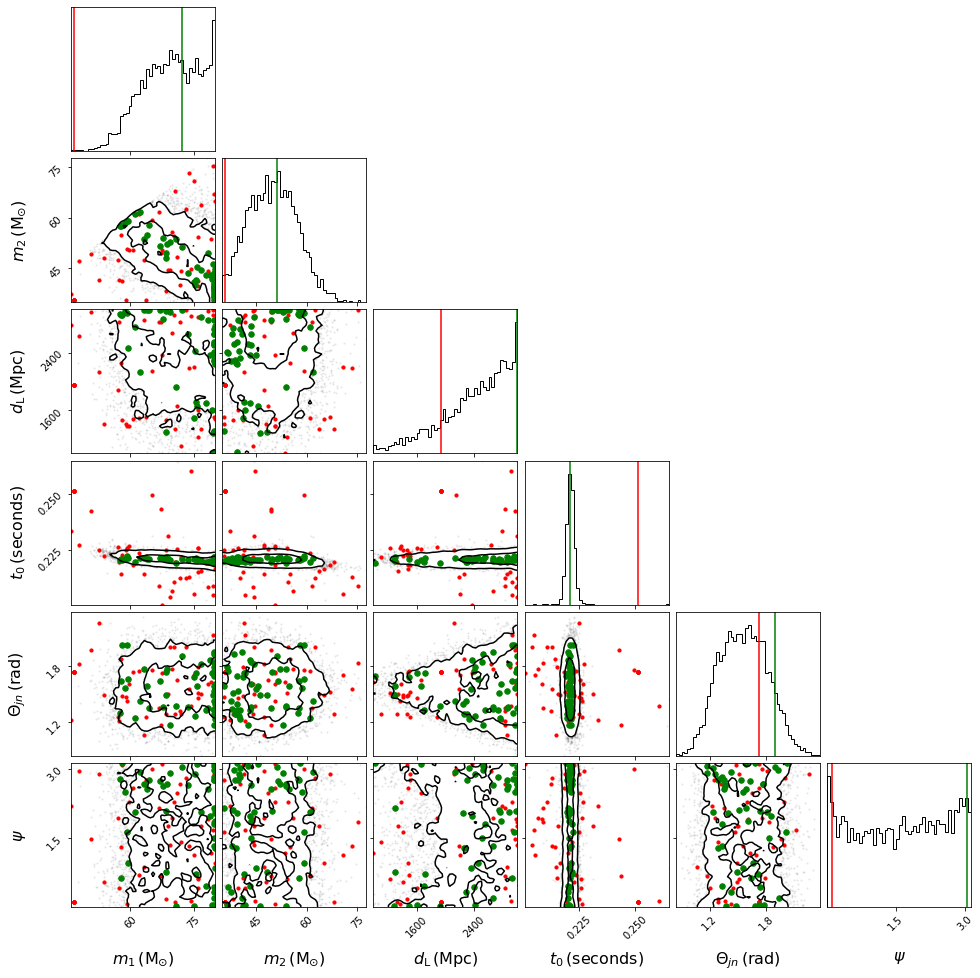 75
60
45
m₂ (M⊙)
2400
1600
d_L (Mpc)
0.250
0.225
t₀ (seconds)
1.8
1.2
Θ_jn (rad)
3.0
1.5
ψ
60 75 45 60 75 1600 2400 0.225 0.250 1.2 1.8 1.5 3.0
m₁ (M⊙) m₂ (M⊙) d_L (Mpc) t₀ (seconds) Θ_jn (rad) ψ